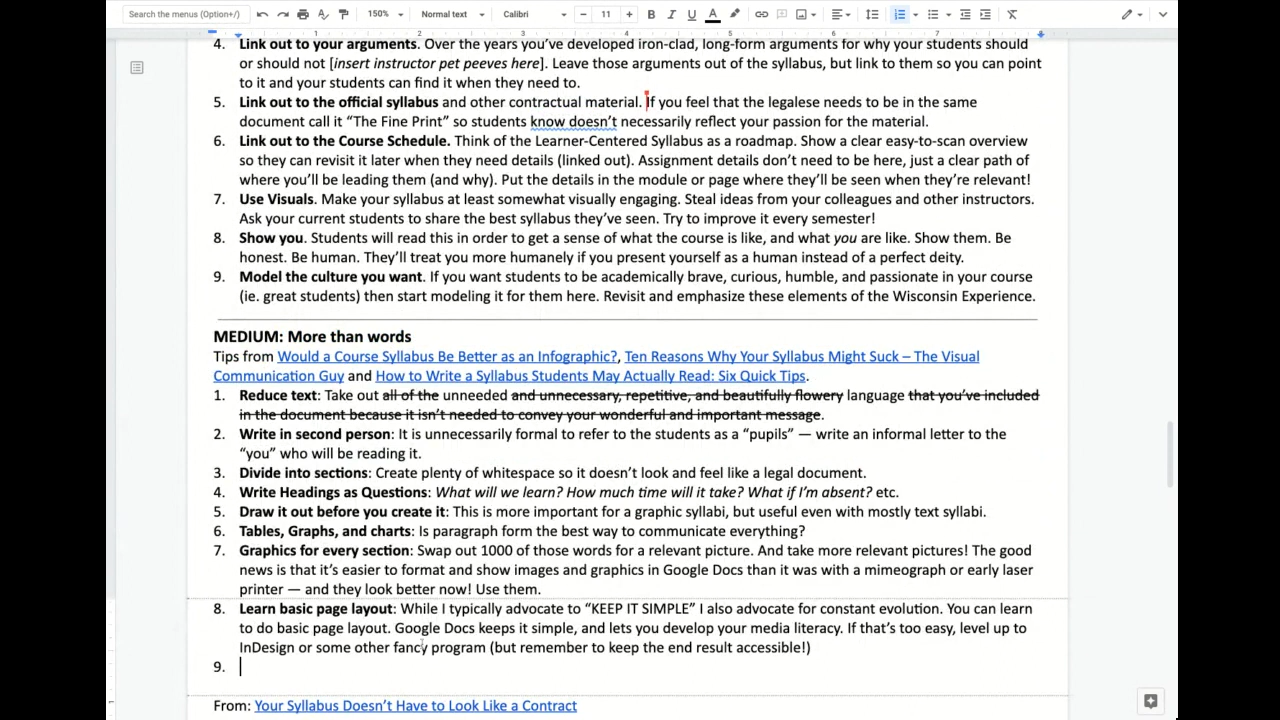 Search the menus (Option+/)
150%
Normal text
Calibri
11
B I U A
1 2 3 4 5 6 7
4. Link out to your arguments. Over the years you’ve developed iron-clad, long-form arguments for why your students should
or should not [insert instructor pet peeves here]. Leave those arguments out of the syllabus, but link to them so you can point
to it and your students can find it when they need to.
5. Link out to the official syllabus and other contractual material. If you feel that the legalese needs to be in the same
document call it “The Fine Print” so students know doesn’t necessarily reflect your passion for the material.
6. Link out to the Course Schedule. Think of the Learner-Centered Syllabus as a roadmap. Show a clear easy-to-scan overview
so they can revisit it later when they need details (linked out). Assignment details don’t need to be here, just a clear path of
where you’ll be leading them (and why). Put the details in the module or page where they’ll be seen when they’re relevant!
7. Use Visuals. Make your syllabus at least somewhat visually engaging. Steal ideas from your colleagues and other instructors.
Ask your current students to share the best syllabus they’ve seen. Try to improve it every semester!
8. Show you. Students will read this in order to get a sense of what the course is like, and what you are like. Show them. Be
honest. Be human. They’ll treat you more humanely if you present yourself as a human instead of a perfect deity.
9. Model the culture you want. If you want students to be academically brave, curious, humble, and passionate in your course
(ie. great students) then start modeling it for them here. Revisit and emphasize these elements of the Wisconsin Experience.
MEDIUM: More than words
Tips from Would a Course Syllabus Be Better as an Infographic?, Ten Reasons Why Your Syllabus Might Suck – The Visual
Communication Guy and How to Write a Syllabus Students May Actually Read: Six Quick Tips.
1. Reduce text: Take out all of the unneeded and unnecessary, repetitive, and beautifully flowery language that you’ve included
in the document because it isn’t needed to convey your wonderful and important message.
2. Write in second person: It is unnecessarily formal to refer to the students as a “pupils” — write an informal letter to the
“you” who will be reading it.
3. Divide into sections: Create plenty of whitespace so it doesn’t look and feel like a legal document.
4. Write Headings as Questions: What will we learn? How much time will it take? What if I’m absent? etc.
5. Draw it out before you create it: This is more important for a graphic syllabi, but useful even with mostly text syllabi.
6. Tables, Graphs, and charts: Is paragraph form the best way to communicate everything?
7. Graphics for every section: Swap out 1000 of those words for a relevant picture. And take more relevant pictures! The good
news is that it’s easier to format and show images and graphics in Google Docs than it was with a mimeograph or early laser
printer — and they look better now! Use them.
8. Learn basic page layout: While I typically advocate to “KEEP IT SIMPLE” I also advocate for constant evolution. You can learn
to do basic page layout. Google Docs keeps it simple, and lets you develop your media literacy. If that’s too easy, level up to
InDesign or some other fancy program (but remember to keep the end result accessible!)
9.
From: Your Syllabus Doesn’t Have to Look Like a Contract